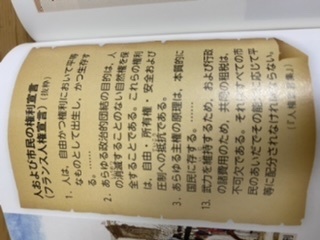 人および市民の権利宣言
(フランス人権宣言)(抜粋)
1. 人は、自由かつ権利において平等
なものとして出生し、かつ生存す
る。……
2. あらゆる政治的団結の目的は、人
の消滅することのない自然権を保
全することである。これらの権利
は、自由・所有権・安全および
圧制への抵抗である。
3. あらゆる主権の原理は、本質的に
国民に存する。……
13. 武力を維持するため、および行政
の諸費用のため、共同の租税は、
不可欠である。それはすべての市
民のあいだでその能力に応じて平
等に配分されなければならない。
(『人権宣言集』)